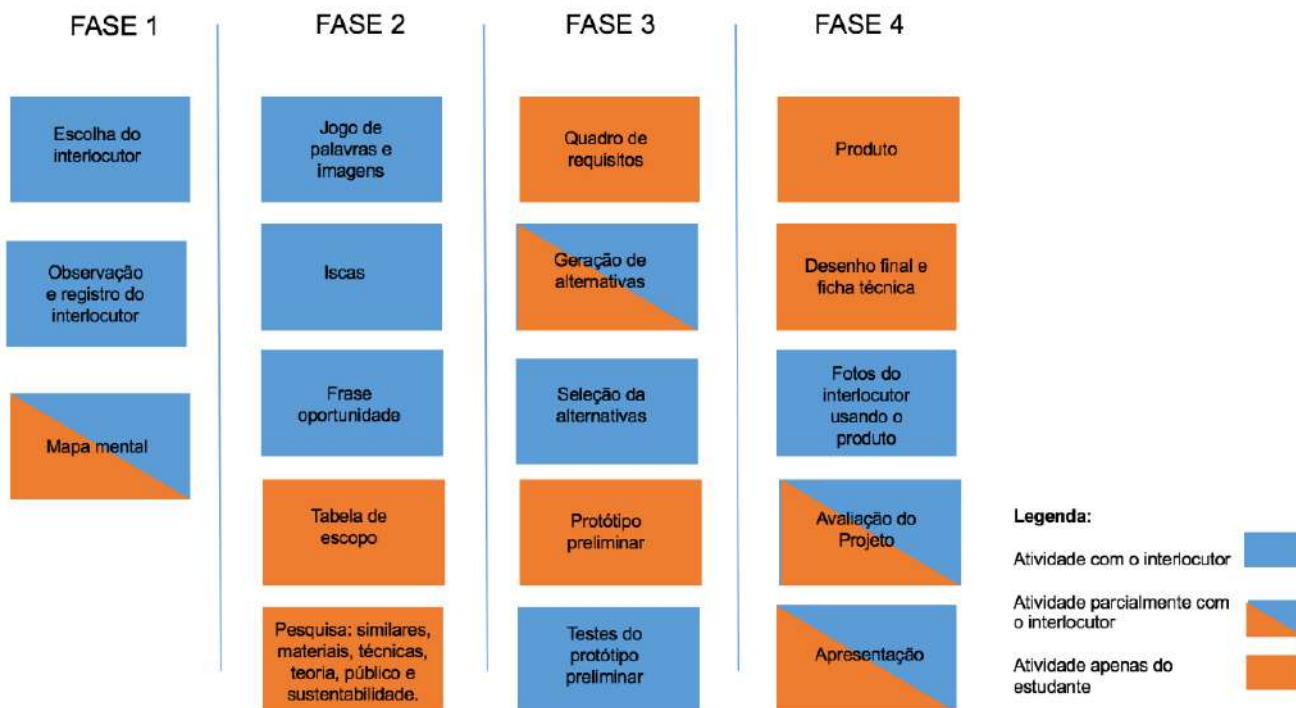 FASE 1
Escolha do
interlocutor
Observação
e registro do
interlocutor
Mapa mental
FASE 2
Jogo de
palavras e
imagens
Iscas
Frase
oportunidade
Tabela de
escopo
Pesquisa: similares,
materiais, técnicas,
teoria, público e
sustentabilidade.
FASE 3
Quadro de
requisitos
Geração de
alternativas
Seleção da
alternativas
Protótipo
preliminar
Testes do
protótipo
preliminar
FASE 4
Produto
Desenho final e
ficha técnica
Fotos do
interlocutor
usando o
produto
Avaliação do
Projeto
Apresentação
Legenda:
Atividade com o interlocutor
Atividade parcialmente com
o interlocutor
Atividade apenas do
estudante